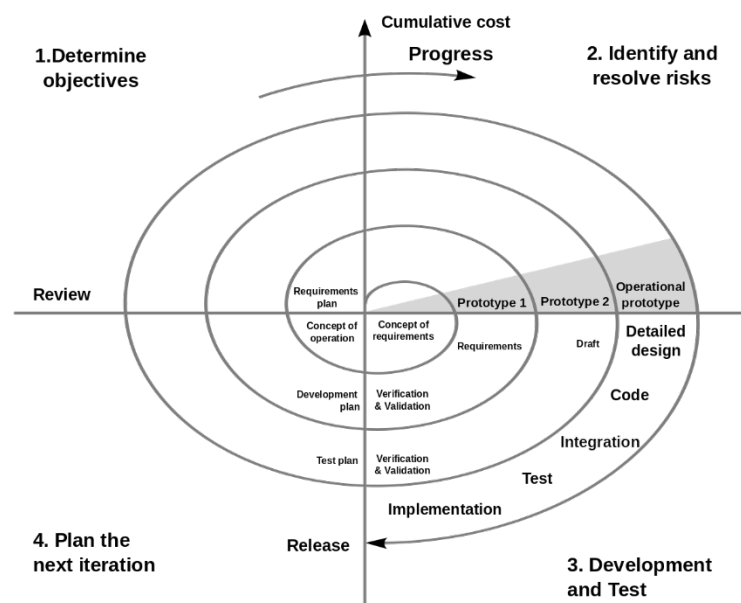 Cumulative cost
1.Determine
objectives
Progress
2. Identify and
resolve risks
Review
Requirements
plan
Prototype 1
Prototype 2
Operational
prototype
Concept of
operation
Concept of
requirements
Requirements
Draft
Detailed
design
Development
plan
Verification
& Validation
Code
Integration
Test plan
Verification
& Validation
Test
Implementation
Release
4. Plan the
next iteration
3. Development
and Test